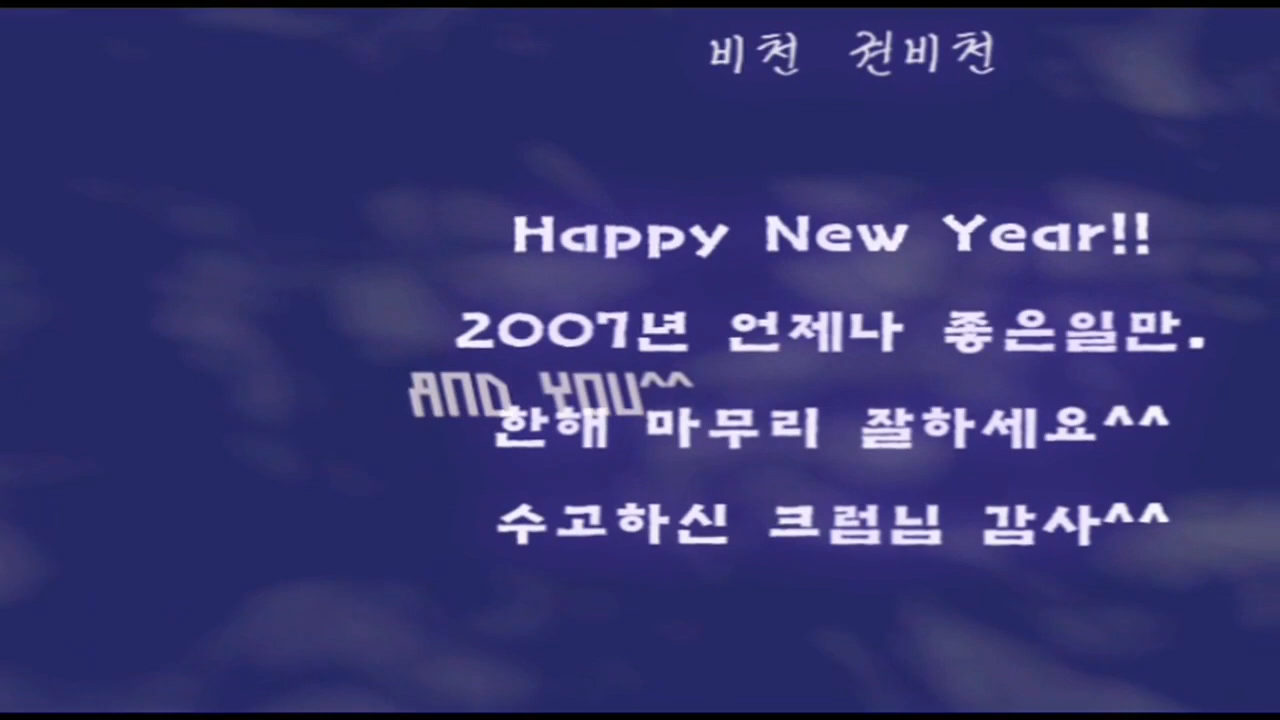 비천 권비천
Happy New Year!!
2007년 언제나 좋은일만.
AND YOU^^
한해 마무리 잘하세요^^
수고하신 크럼님 감사^^